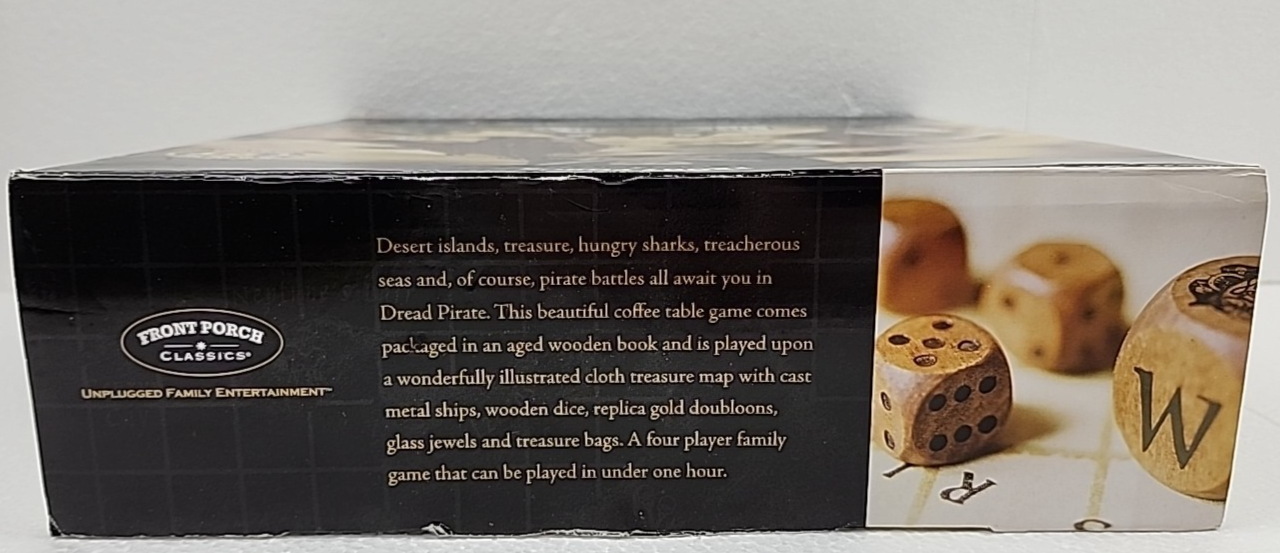 FRONT PORCH
CLASSICS®
UNPLUGGED FAMILY ENTERTAINMENT™
Desert islands, treasure, hungry sharks, treacherous
seas and, of course, pirate battles all await you in
Dread Pirate. This beautiful coffee table game comes
packaged in an aged wooden book and is played upon
a wonderfully illustrated cloth treasure map with cast
metal ships, wooden dice, replica gold doubloons,
glass jewels and treasure bags. A four player family
game that can be played in under one hour.
W
R